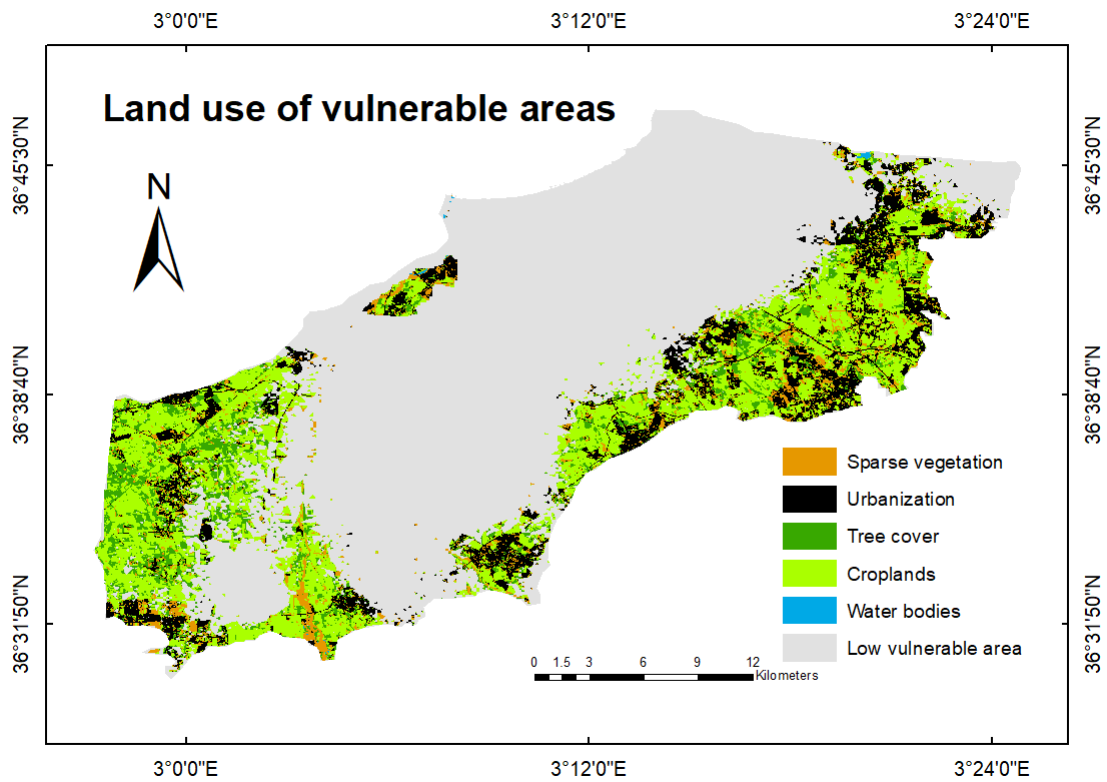 3°0'0"E 3°12'0"E 3°24'0"E
Land use of vulnerable areas
36°45'30"N 36°45'30"N
N
36°38'40"N 36°38'40"N
Sparse vegetation
Urbanization
Tree cover
Croplands
Water bodies
36°31'50"N 36°31'50"N
Low vulnerable area
0 1.5 3 6 9 12
Kilometers
3°0'0"E 3°12'0"E 3°24'0"E